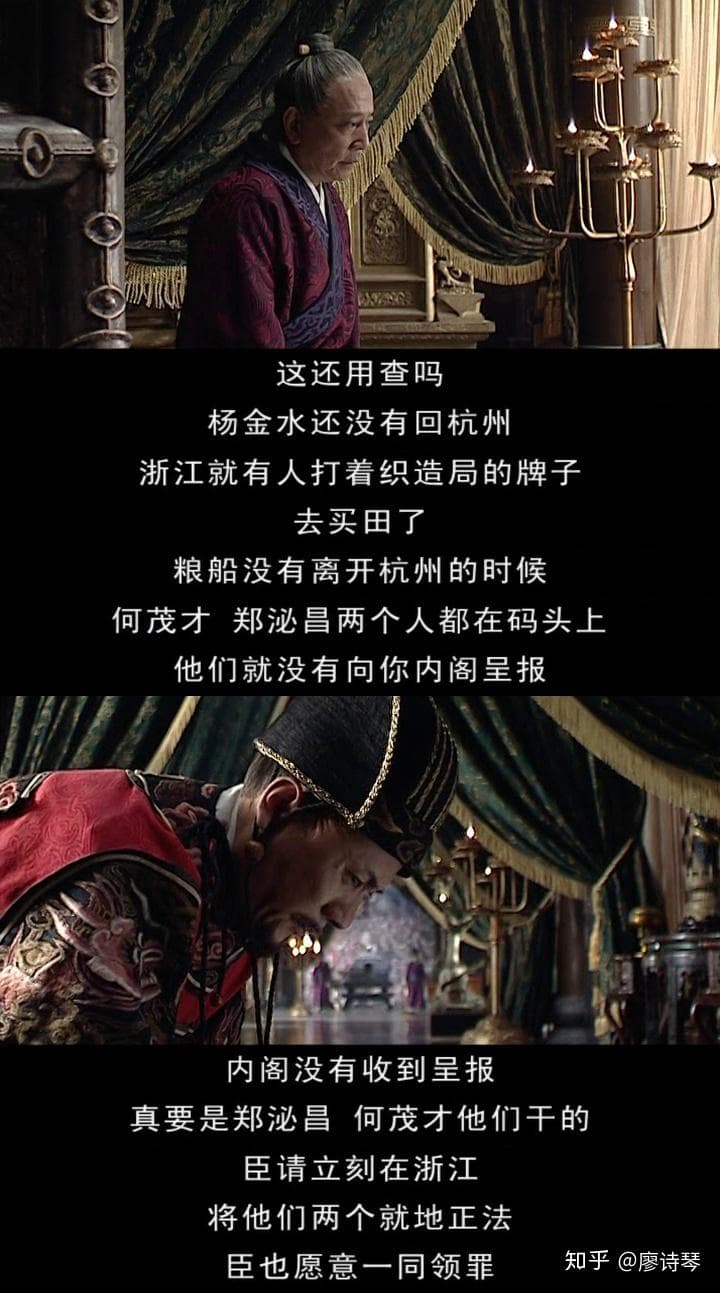 这还用查吗
杨金水还没有回杭州
浙江就有人打着织造局的牌子
去买田了
粮船没有离开杭州的时候
何茂才 郑泌昌两个人都在码头上
他们就没有向你内阁呈报
内阁没有收到呈报
真要是郑泌昌 何茂才他们干的
臣请立刻在浙江
将他们两个就地正法
臣也愿意一同领罪
知乎 @廖诗琴